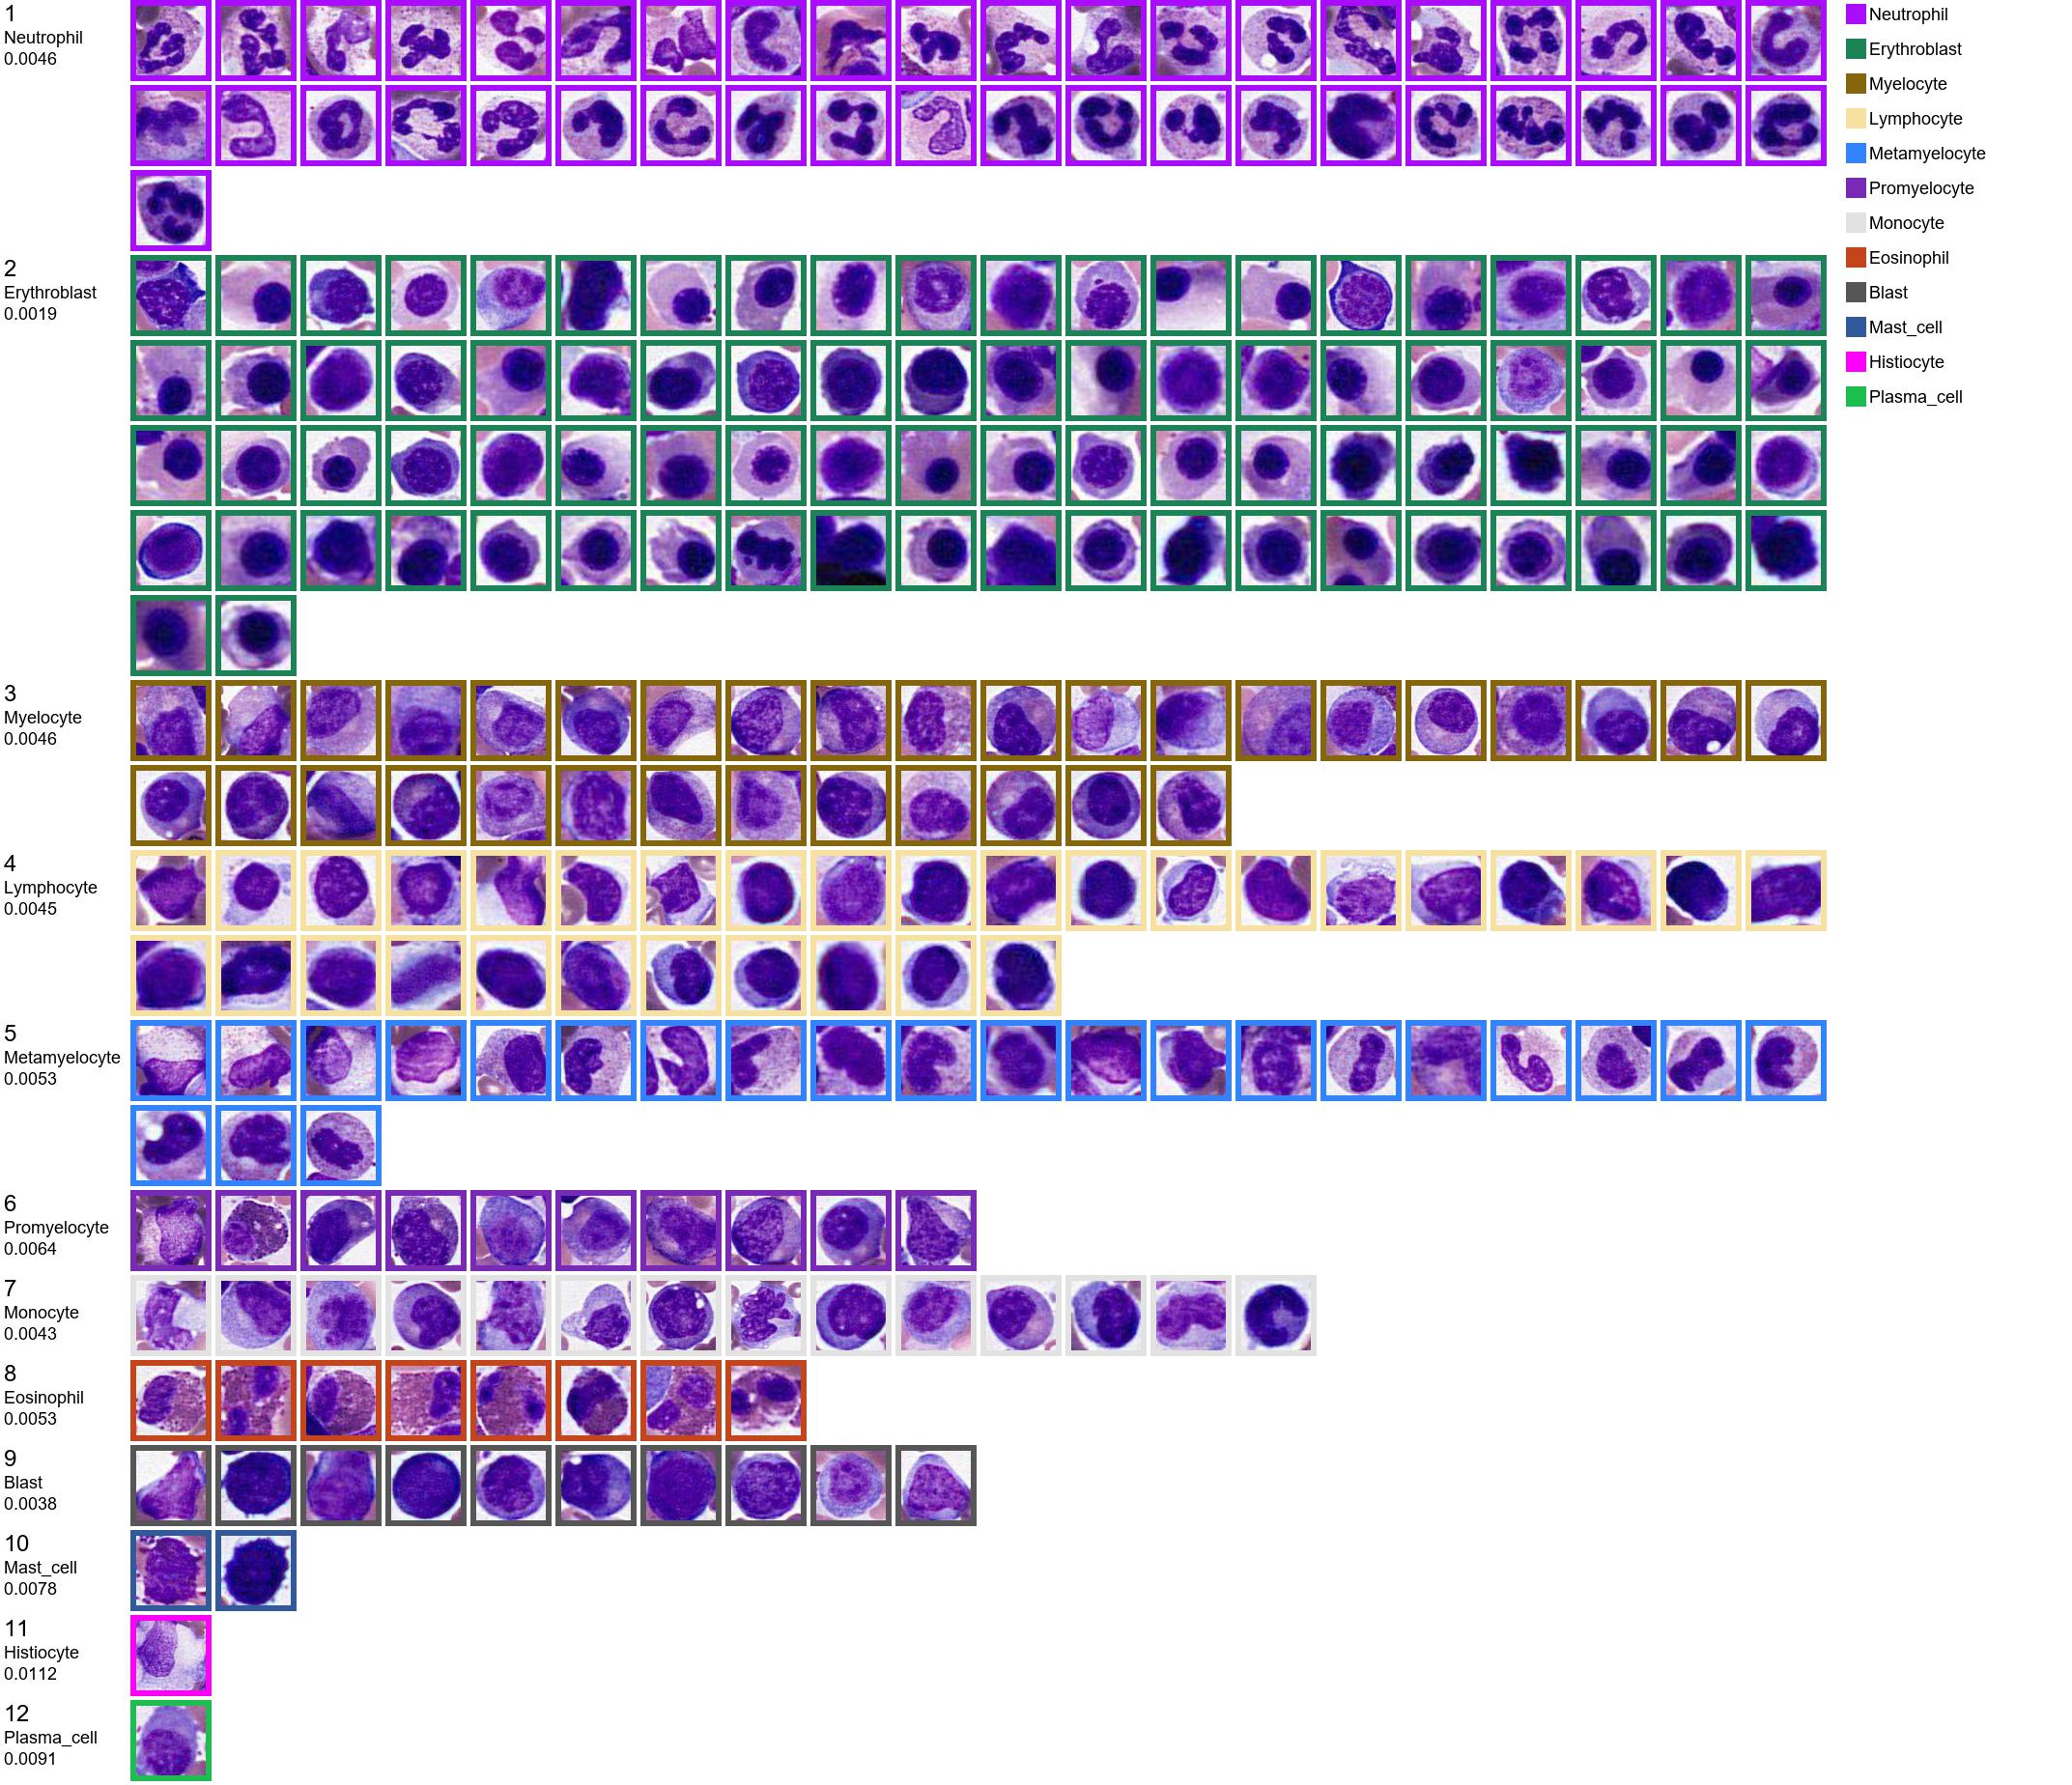 1
Neutrophil
0.0046
2
Erythroblast
0.0019
3
Myelocyte
0.0046
4
Lymphocyte
0.0045
5
Metamyelocyte
0.0053
6
Promyelocyte
0.0064
7
Monocyte
0.0043
8
Eosinophil
0.0053
9
Blast
0.0038
10
Mast_cell
0.0078
11
Histiocyte
0.0112
12
Plasma_cell
0.0091
Neutrophil
Erythroblast
Myelocyte
Lymphocyte
Metamyelocyte
Promyelocyte
Monocyte
Eosinophil
Blast
Mast_cell
Histiocyte
Plasma_cell